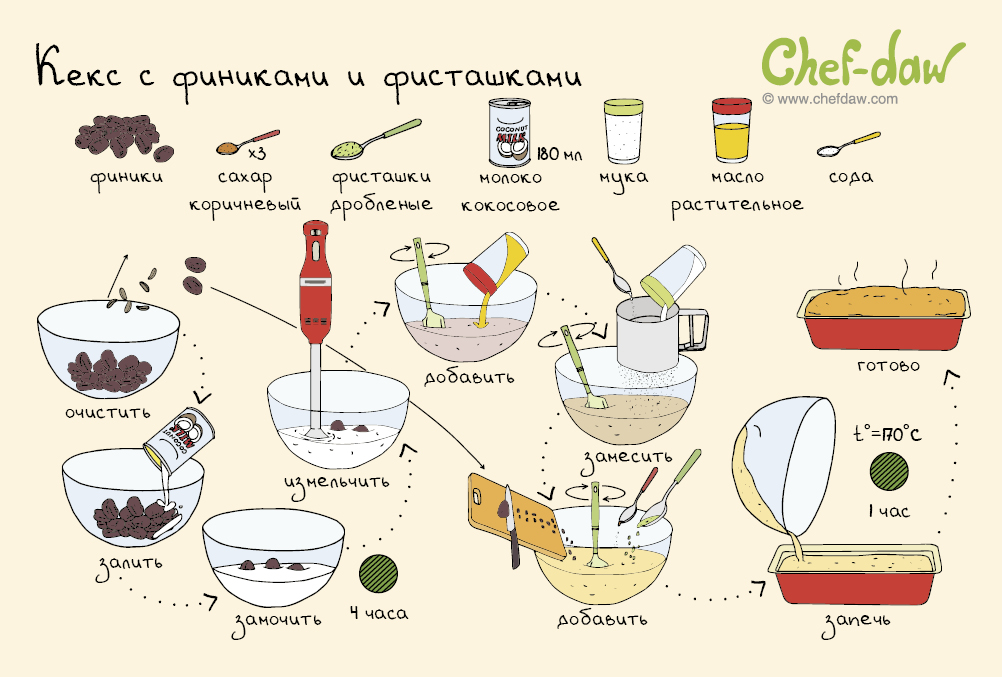 Кекс с финиками и фисташками
Chef-daw
© www.chefdaw.com
финики
x3
сахар
коричневый
фисташки
дробленые
COCONUT
MILK
180 мл
молоко
кокосовое
мука
масло
растительное
сода
очистить
COCONUT
MILK
залить
замочить
4 часа
измельчить
добавить
замесить
добавить
запечь
t°=170°C
1 час
готово